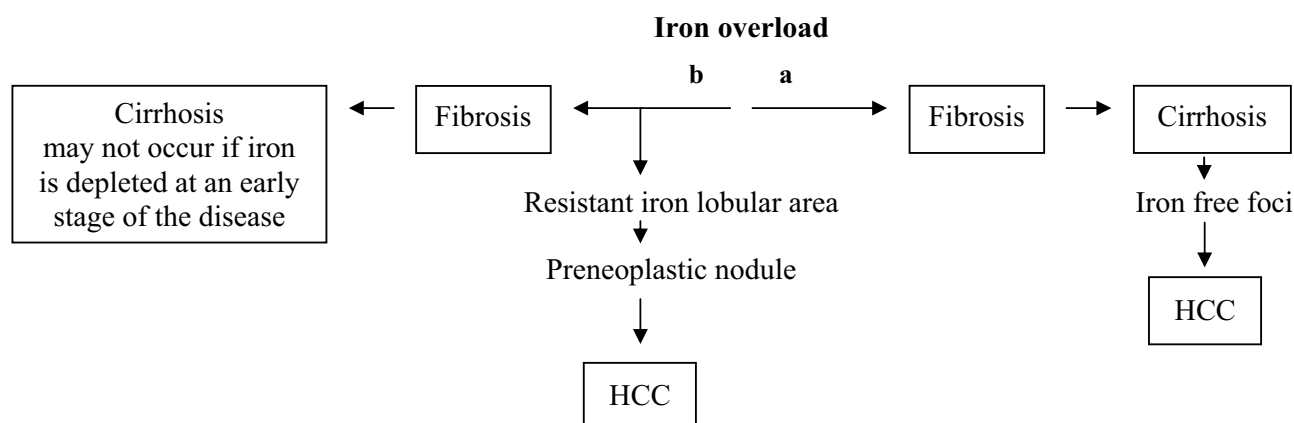 Iron overload
b a
Cirrhosis
may not occur if iron
is depleted at an early
stage of the disease
Fibrosis
Fibrosis
Cirrhosis
Resistant iron lobular area
Iron free foci
Preneoplastic nodule
HCC
HCC